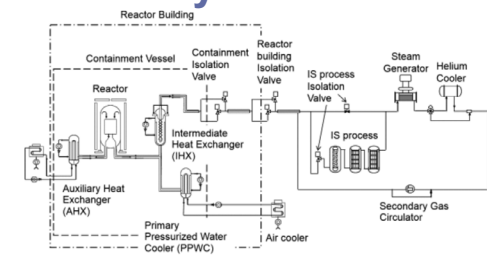 Reactor Building
Containment Vessel
Containment
Isolation
Valve
Reactor
building
Isolation
Valve
Steam
Generator
Helium
Cooler
IS process
Isolation
Valve
Reactor
IS process
Intermediate
Heat Exchanger
(IHX)
Auxiliary Heat
Exchanger
(AHX)
Secondary Gas
Circulator
Primary
Pressurized Water
Cooler (PPWC)
Air cooler